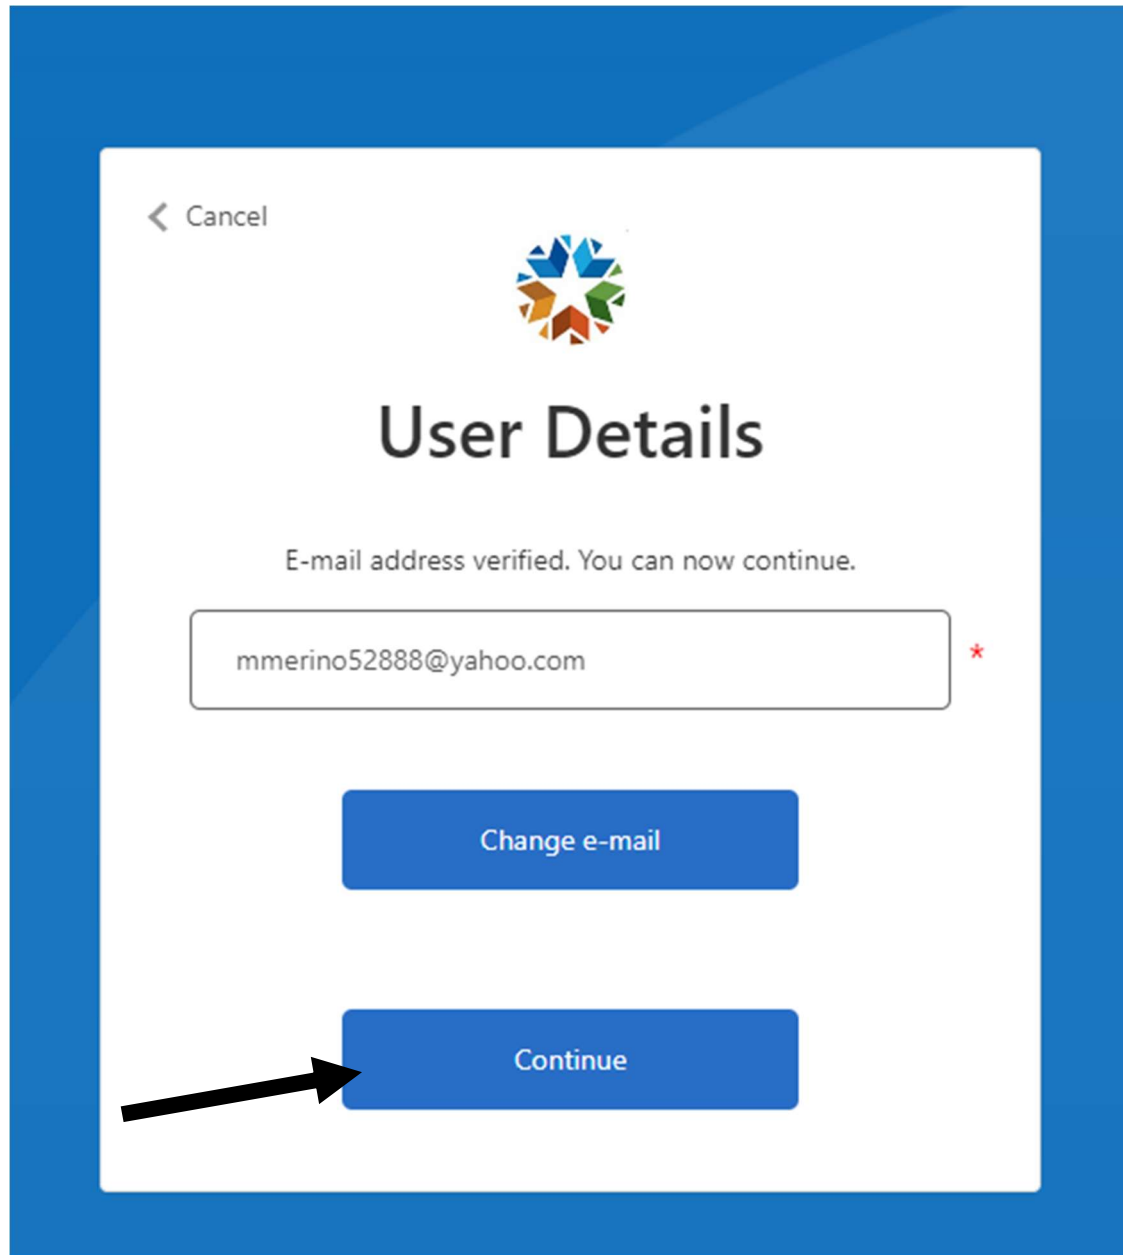 Cancel
User Details
E-mail address verified. You can now continue.
mmerino52888@yahoo.com
*
Change e-mail
Continue